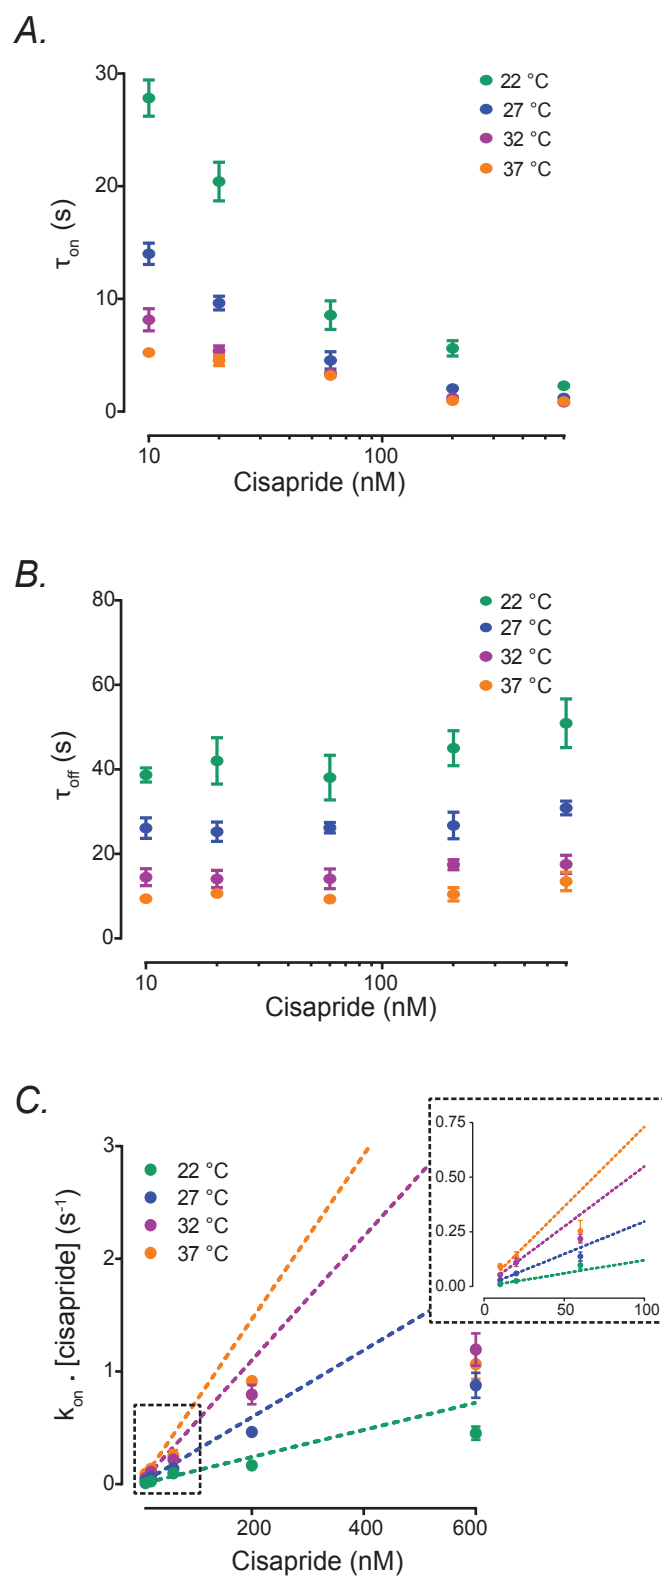 A.
30
20
10
0
τon (s)
22 °C
27 °C
32 °C
37 °C
10
100
Cisapride (nM)
B.
80
60
40
20
0
τoff (s)
22 °C
27 °C
32 °C
37 °C
10
100
Cisapride (nM)
C.
3
2
1
0
kon · [cisapride] (s-1)
22 °C
27 °C
32 °C
37 °C
0.75
0.50
0.25
0.00
0
50
100
200
400
600
Cisapride (nM)